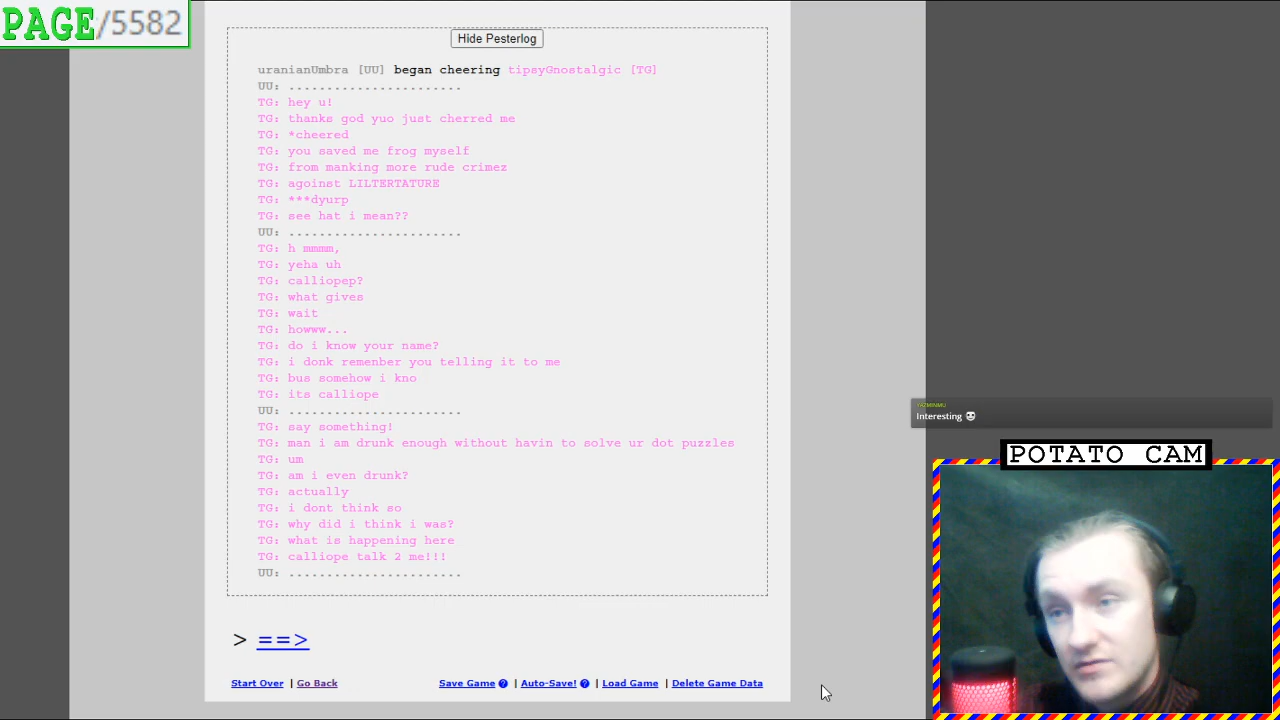 PAGE/5582
Hide Pesterlog
uranianUmbra [UU] began cheering tipsyGnostalgic [TG]
UU: .......................
TG: hey u!
TG: thanks god yuo just cherred me
TG: *cheered
TG: you saved me frog myself
TG: from manking more rude crimez
TG: agoinst LILTERTATURE
TG: ***dyurp
TG: see hat i mean??
UU: .......................
TG: h mmmm,
TG: yeha uh
TG: calliopep?
TG: what gives
TG: wait
TG: howww...
TG: do i know your name?
TG: i donk remenber you telling it to me
TG: bus somehow i kno
TG: its calliope
UU: .......................
TG: say something!
TG: man i am drunk enough without havin to solve ur dot puzzles
TG: um
TG: am i even drunk?
TG: actually
TG: i dont think so
TG: why did i think i was?
TG: what is happening here
TG: calliope talk 2 me!!!
UU: .......................
> ==>
Start Over | Go Back Save Game ? | Auto-Save! ? | Load Game | Delete Game Data
Interesting
POTATO CAM